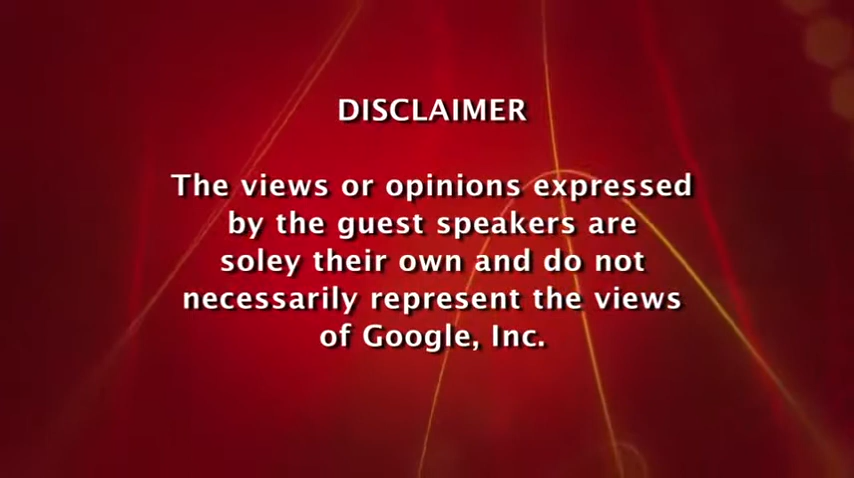 DISCLAIMER
The views or opinions expressed
by the guest speakers are
soley their own and do not
necessarily represent the views
of Google, Inc.